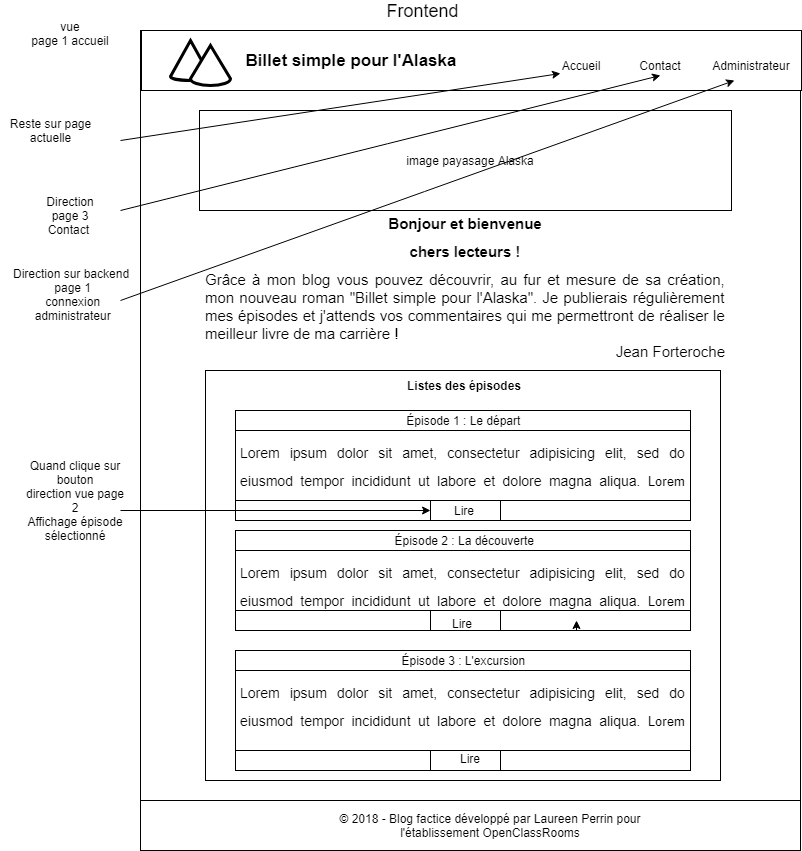 Frontend
vue
page 1 accueil
Billet simple pour l'Alaska
Accueil
Contact
Administrateur
Reste sur page
actuelle
image payasage Alaska
Direction
page 3
Contact
Bonjour et bienvenue
chers lecteurs !
Direction sur backend
page 1
connexion
administrateur
Grâce à mon blog vous pouvez découvrir, au fur et mesure de sa création,
mon nouveau roman "Billet simple pour l'Alaska". Je publierais régulièrement
mes épisodes et j'attends vos commentaires qui me permettront de réaliser le
meilleur livre de ma carrière !
Jean Forteroche
Listes des épisodes
Épisode 1 : Le départ
Lorem ipsum dolor sit amet, consectetur adipisicing elit, sed do
eiusmod tempor incididunt ut labore et dolore magna aliqua. Lorem
Lire
Quand clique sur
bouton
direction vue page
2
Affichage épisode
sélectionné
Épisode 2 : La découverte
Lorem ipsum dolor sit amet, consectetur adipisicing elit, sed do
eiusmod tempor incididunt ut labore et dolore magna aliqua. Lorem
Lire
Épisode 3 : L'excursion
Lorem ipsum dolor sit amet, consectetur adipisicing elit, sed do
eiusmod tempor incididunt ut labore et dolore magna aliqua. Lorem
Lire
© 2018 - Blog factice développé par Laureen Perrin pour
l'établissement OpenClassRooms